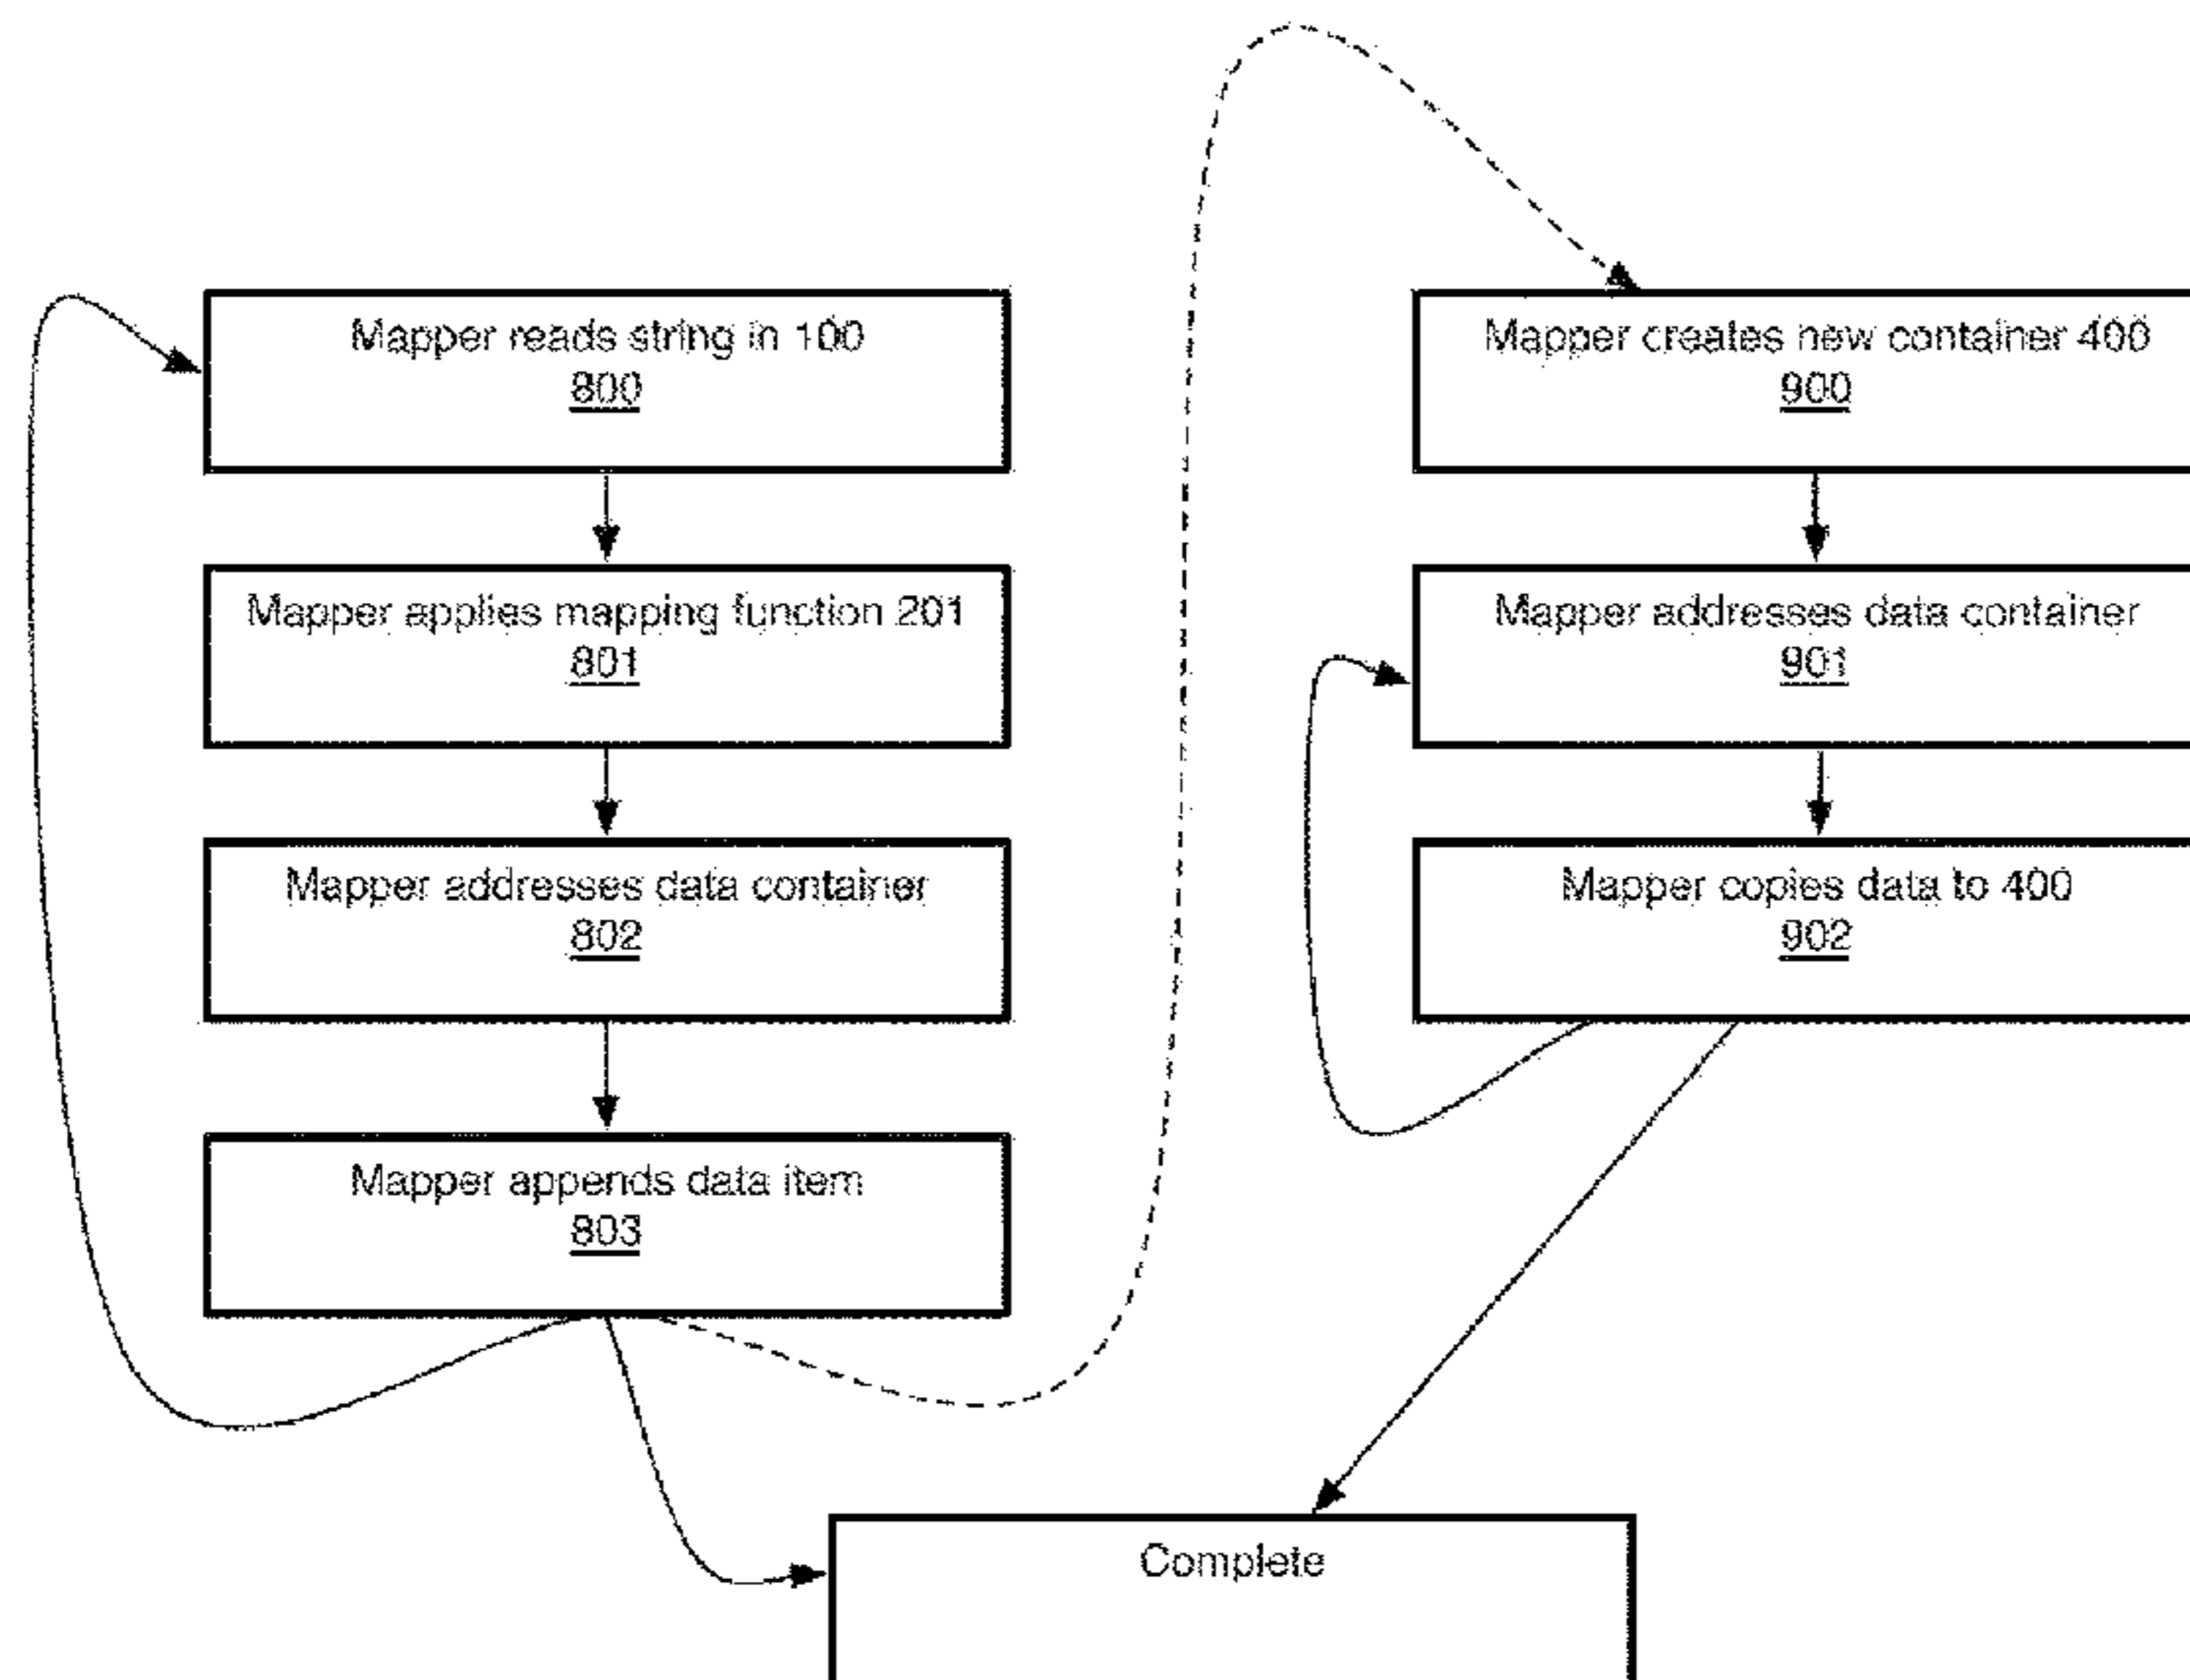 Mapper reads string in 100
800
Mapper applies mapping function 201
801
Mapper addresses data container
802
Mapper appends data item
803
Mapper creates new container 400
900
Mapper addresses data container
901
Mapper copies data to 400
902
Complete